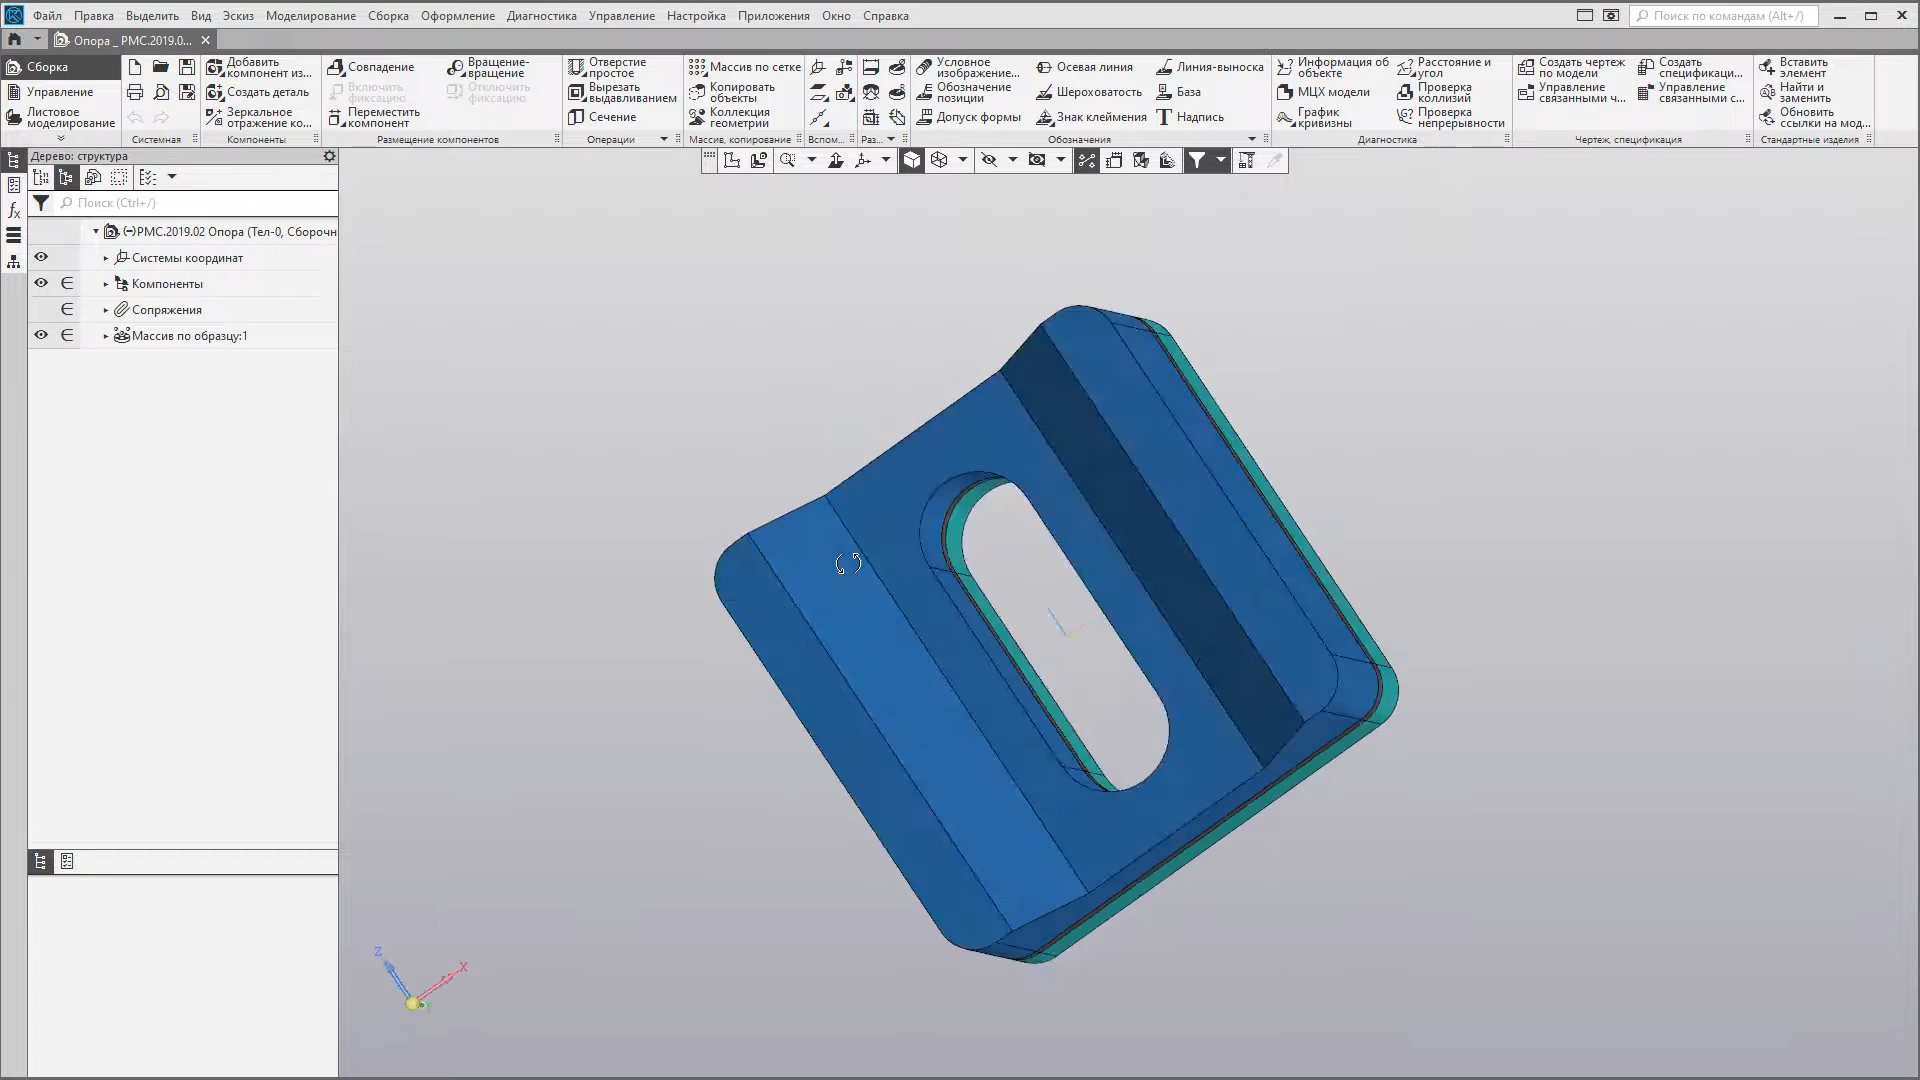 Файл Правка Выделить Вид Эскиз Моделирование Сборка Оформление Диагностика Управление Настройка Приложения Окно Справка Поиск по командам (Alt+/)
Опора _ РМС.2019.0...
Сборка
Управление
Листовое
моделирование
Системная
Добавить
компонент из...
Создать деталь
Зеркальное
отражение ко...
Компоненты
Совпадение
Включить
фиксацию
Переместить
компонент
Вращение-
вращение
Отключить
фиксацию
Размещение компонентов
Отверстие
простое
Вырезать
выдавливанием
Сечение
Операции
Массив по сетке
Копировать
объекты
Коллекция
геометрии
Массив, копирование
Вспом...
Раз...
Условное
изображение...
Обозначение
позиции
Допуск формы
Осевая линия
Шероховатость
Знак клеймения
Линия-выноска
База
Надпись
Обозначения
Информация об
объекте
МЦХ модели
График
кривизны
Расстояние и
угол
Проверка
коллизий
Проверка
непрерывности
Диагностика
Создать чертеж
по модели
Управление
связанными ч...
Создать
спецификаци...
Управление
связанными с...
Чертеж, спецификация
Вставить
элемент
Найти и
заменить
Обновить
ссылки на мод...
Стандартные изделия
Дерево: структура
Поиск (Ctrl+/)
(-)РМС.2019.02 Опора (Тел-0, Сборочн
Системы координат
Компоненты
Сопряжения
Массив по образцу:1
Z
X